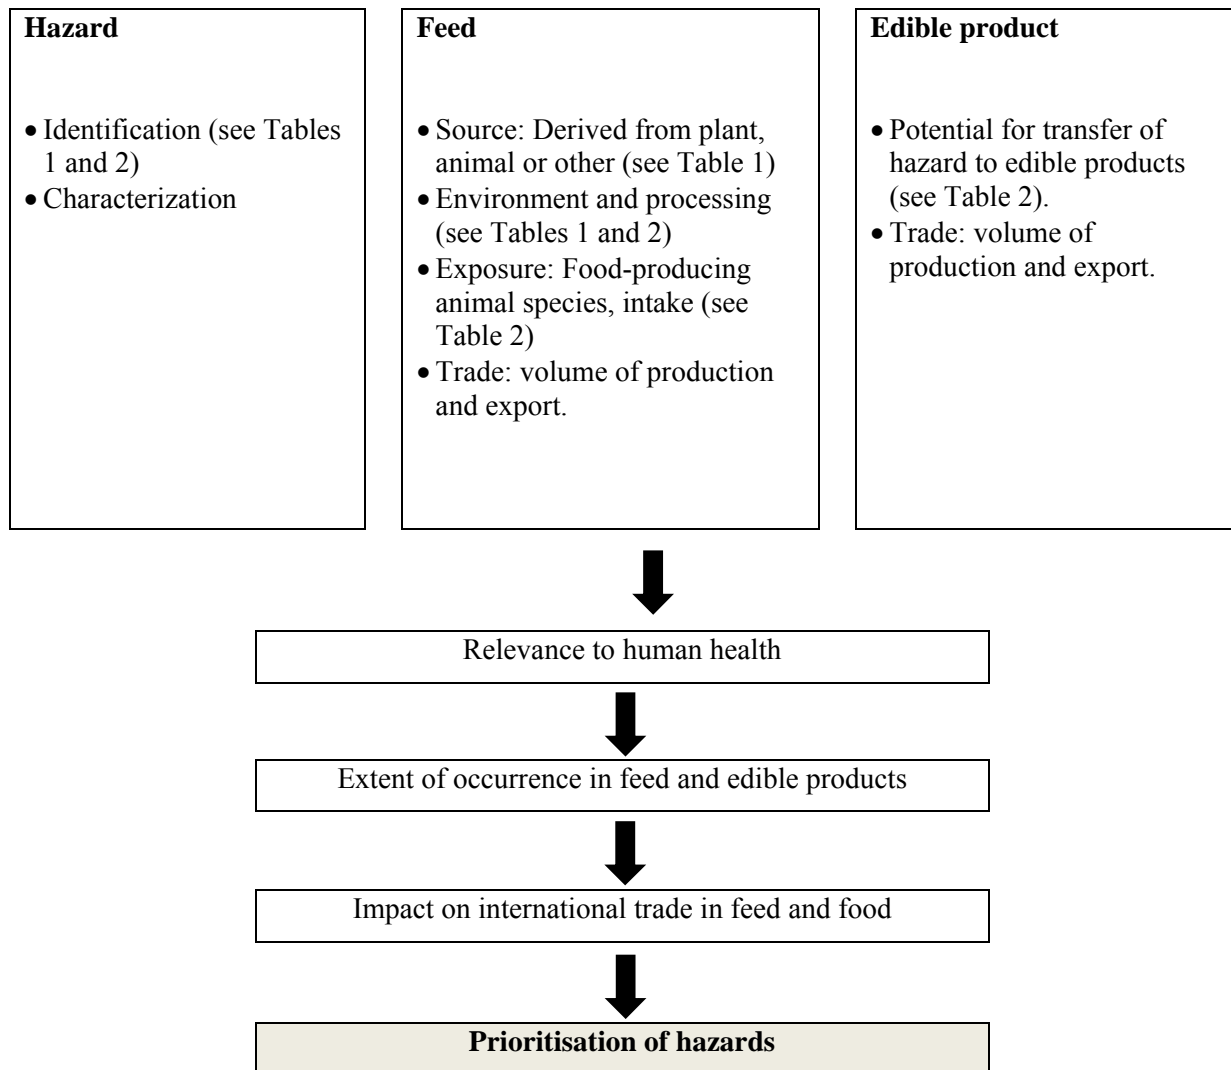 Hazard
• Identification (see Tables
1 and 2)
• Characterization
Feed
• Source: Derived from plant,
animal or other (see Table 1)
• Environment and processing
(see Tables 1 and 2)
• Exposure: Food-producing
animal species, intake (see
Table 2)
• Trade: volume of production
and export.
Edible product
• Potential for transfer of
hazard to edible products
(see Table 2).
• Trade: volume of
production and export.
Relevance to human health
Extent of occurrence in feed and edible products
Impact on international trade in feed and food
Prioritisation of hazards